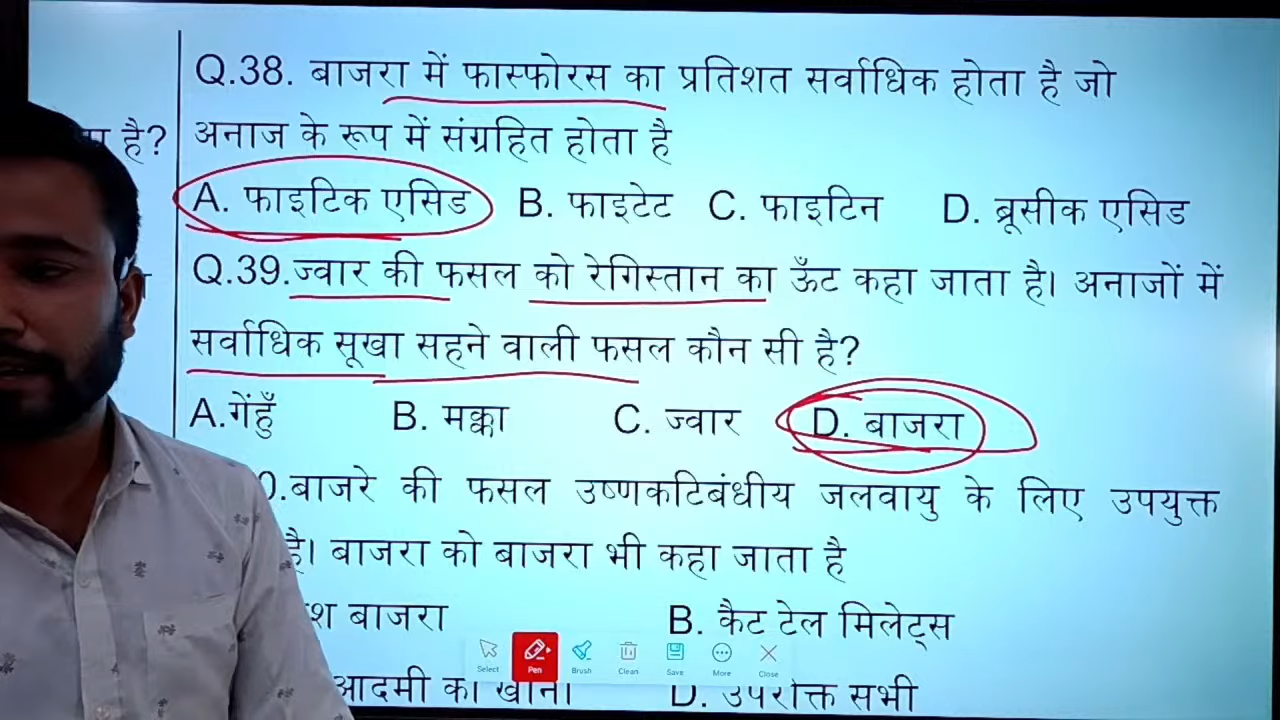 है?
Q.38. बाजरा में फास्फोरस का प्रतिशत सर्वाधिक होता है जो
अनाज के रूप में संग्रहित होता है
A. फाइटिक एसिड B. फाइटेट C. फाइटिन D. ब्रूसीक एसिड
Q.39.ज्वार की फसल को रेगिस्तान का ऊँट कहा जाता है। अनाजों में
सर्वाधिक सूखा सहने वाली फसल कौन सी है?
A.गेंहुँ B. मक्का C. ज्वार D. बाजरा
0.बाजरे की फसल उष्णकटिबंधीय जलवायु के लिए उपयुक्त
है। बाजरा को बाजरा भी कहा जाता है
बाजरा B. कैट टेल मिलेट्स
आदमी का खाना D. उपरोक्त सभी
Select Pen Brush Clean Save More Close